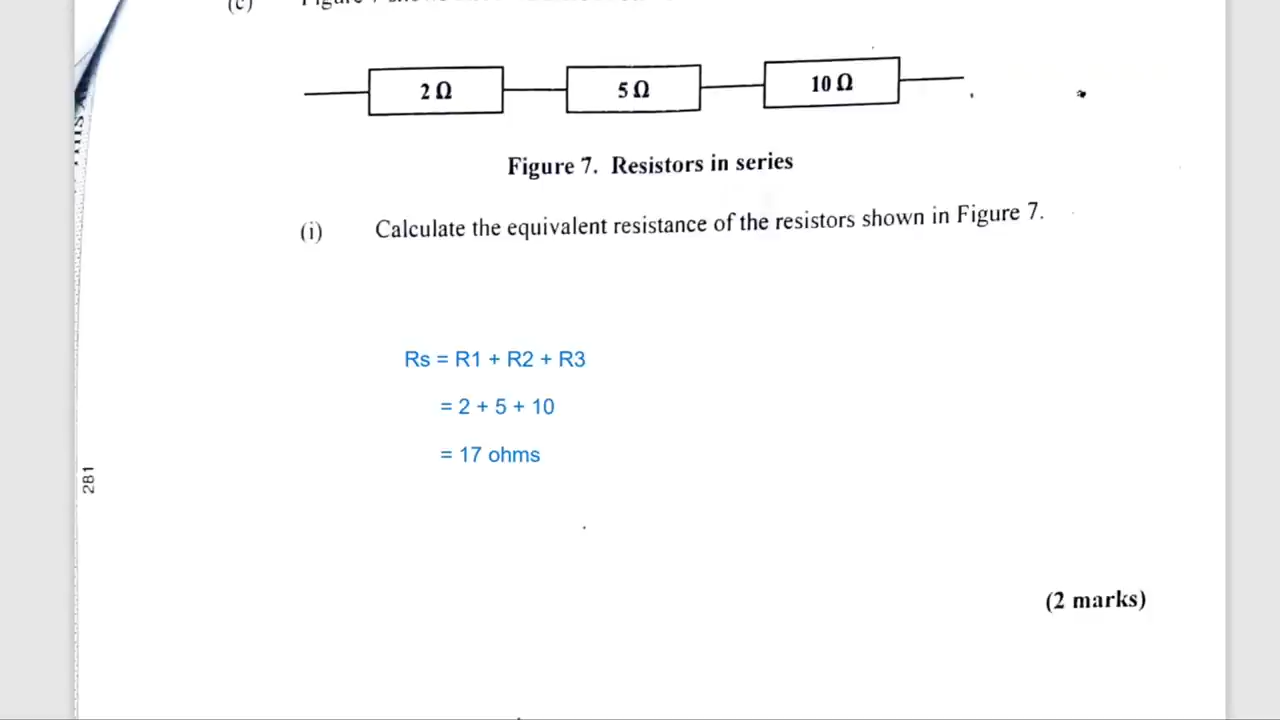 (c)
2 Ω 5 Ω 10 Ω
Figure 7. Resistors in series
(i) Calculate the equivalent resistance of the resistors shown in Figure 7.
Rs = R1 + R2 + R3
= 2 + 5 + 10
= 17 ohms
281
(2 marks)